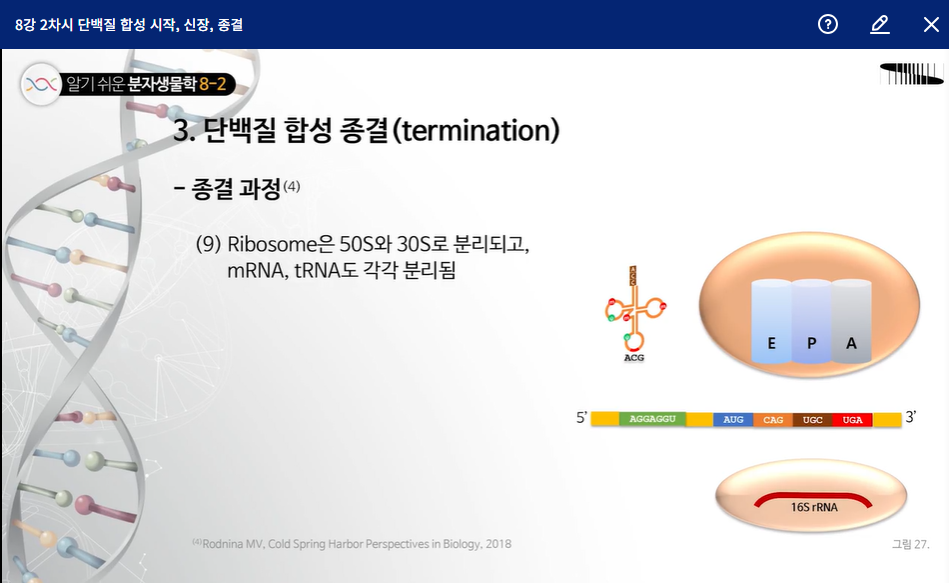 8강 2차시 단백질 합성 시작, 신장, 종결
알기 쉬운 분자생물학 8-2
3. 단백질 합성 종결(termination)
- 종결 과정(4)
(9) Ribosome은 50S와 30S로 분리되고,
mRNA, tRNA도 각각 분리됨
E P A
ACG
5’ AGGAGGU AUG CAG UGC UGA 3’
16S rRNA
(4)Rodnina MV, Cold Spring Harbor Perspectives in Biology, 2018
그림 27.